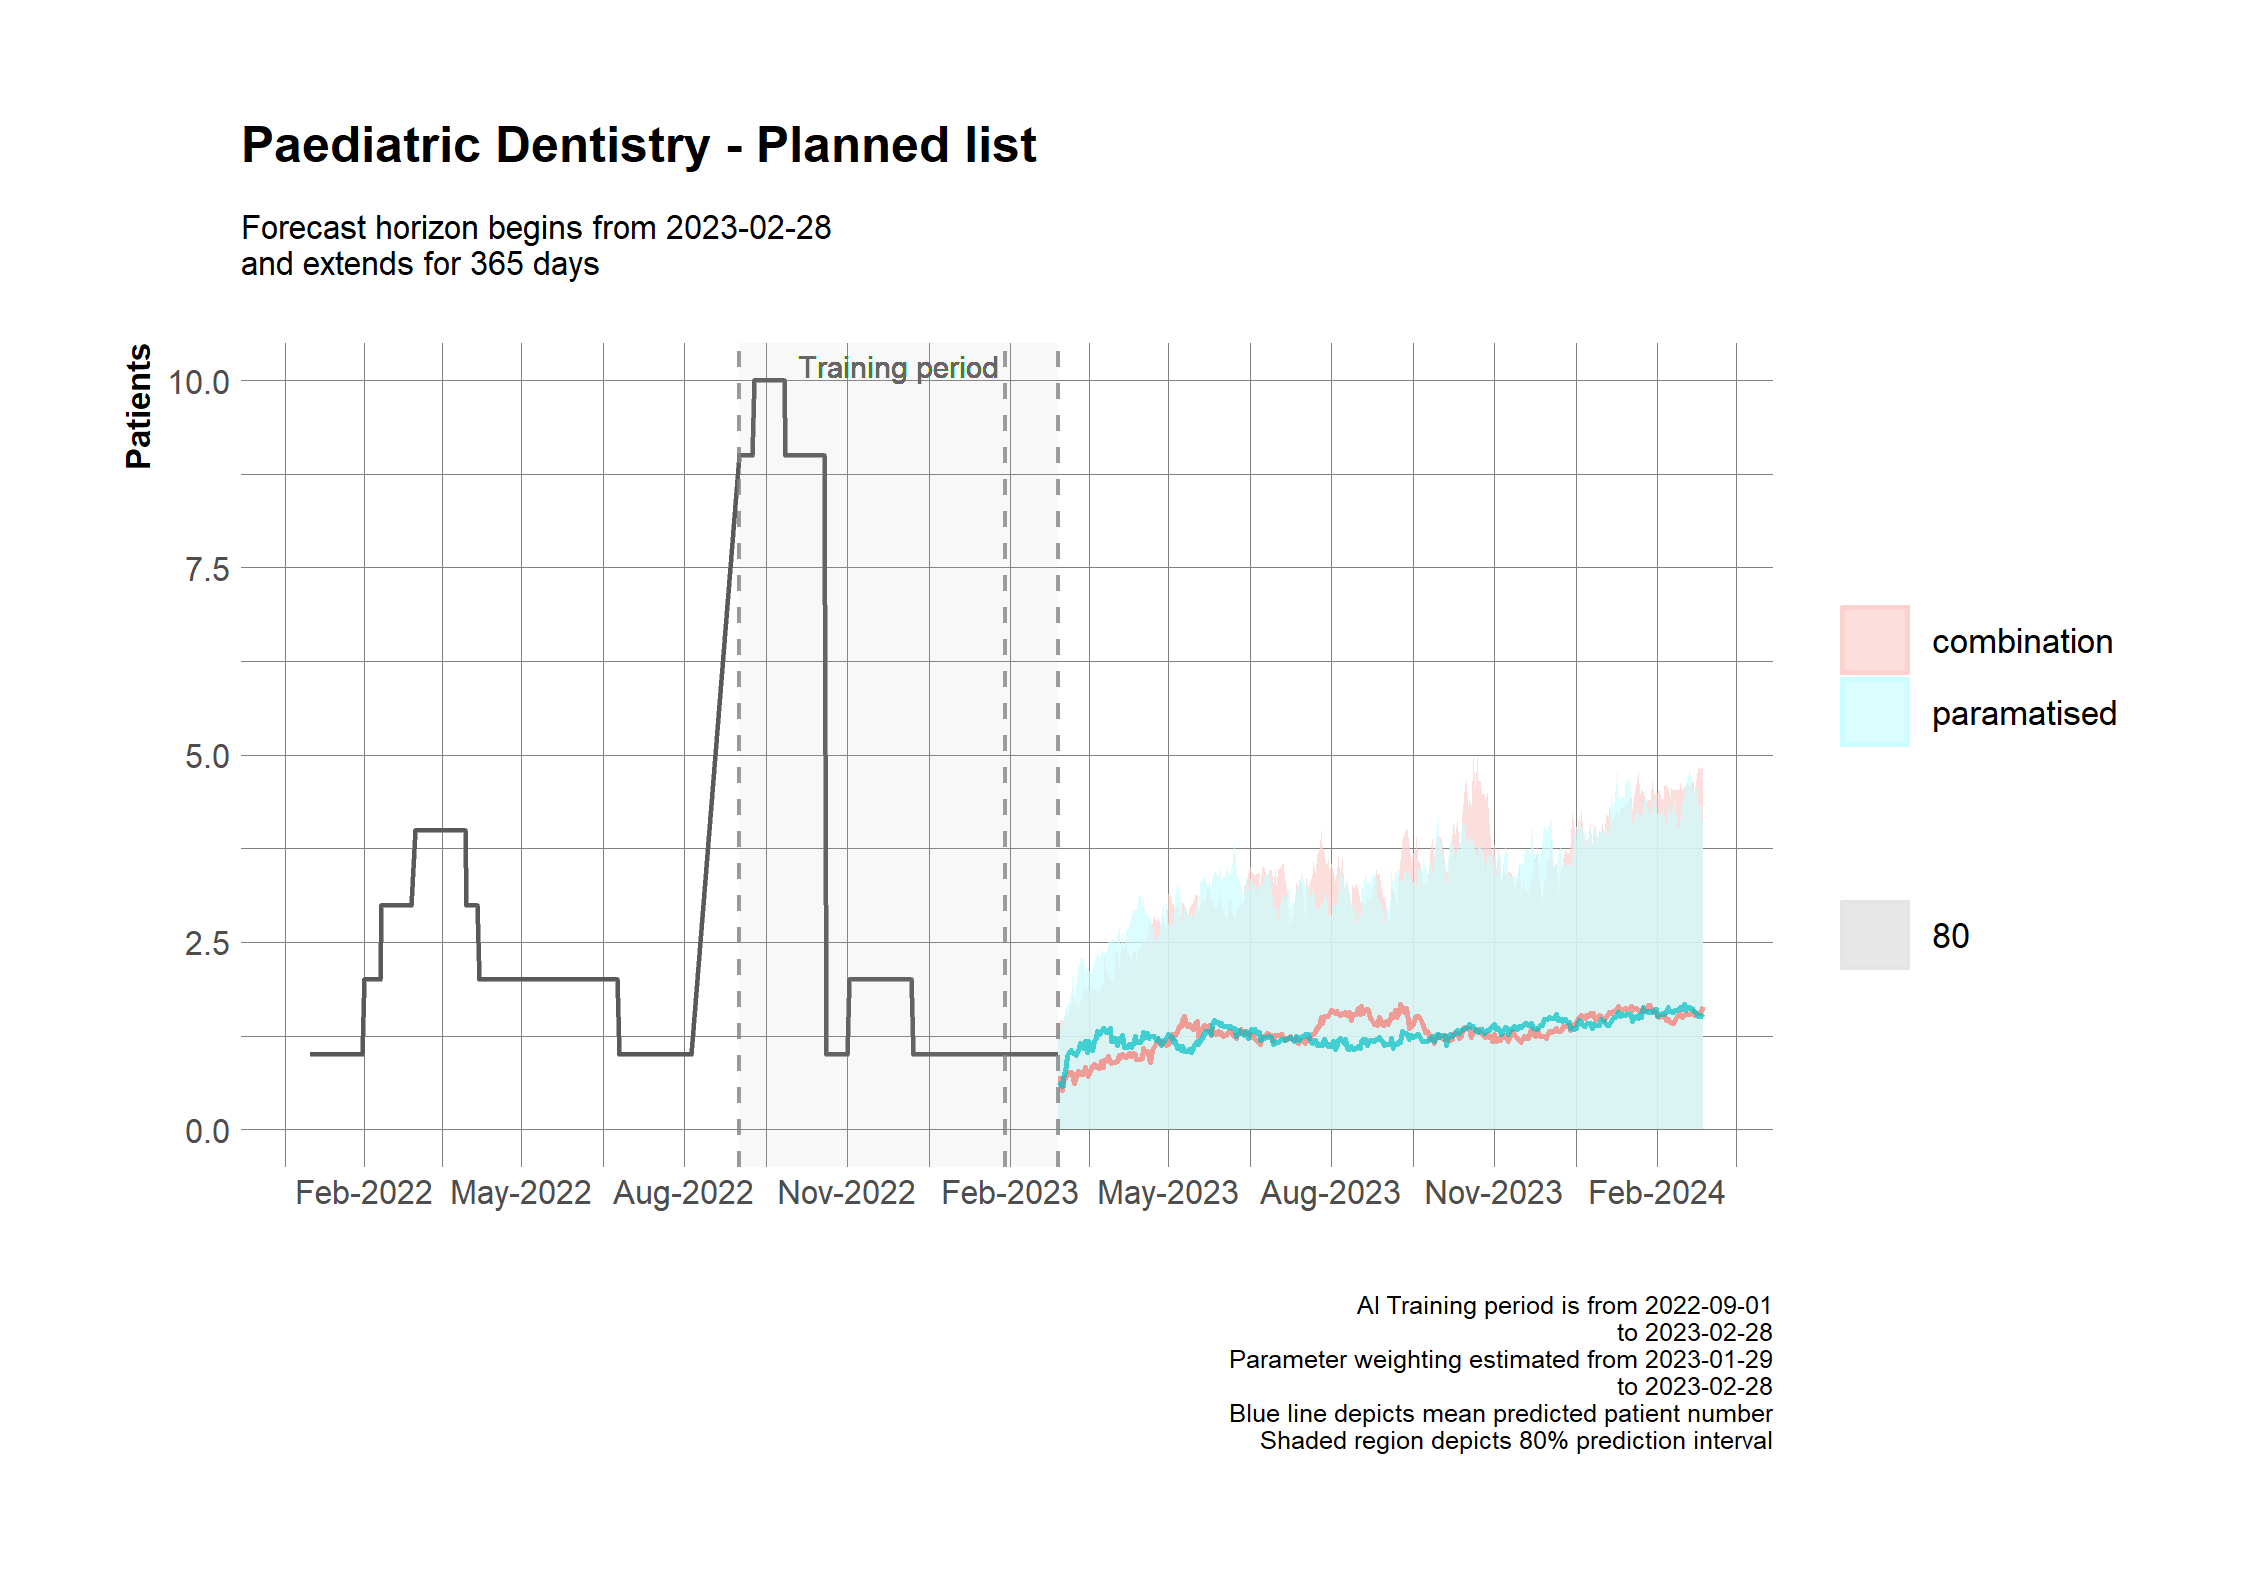 Paediatric Dentistry - Planned list
Forecast horizon begins from 2023-02-28
and extends for 365 days
Patients
Training period
10.0
7.5
5.0
2.5
0.0
Feb-2022
May-2022
Aug-2022
Nov-2022
Feb-2023
May-2023
Aug-2023
Nov-2023
Feb-2024
combination
paramatised
80
AI Training period is from 2022-09-01
to 2023-02-28
Parameter weighting estimated from 2023-01-29
to 2023-02-28
Blue line depicts mean predicted patient number
Shaded region depicts 80% prediction interval